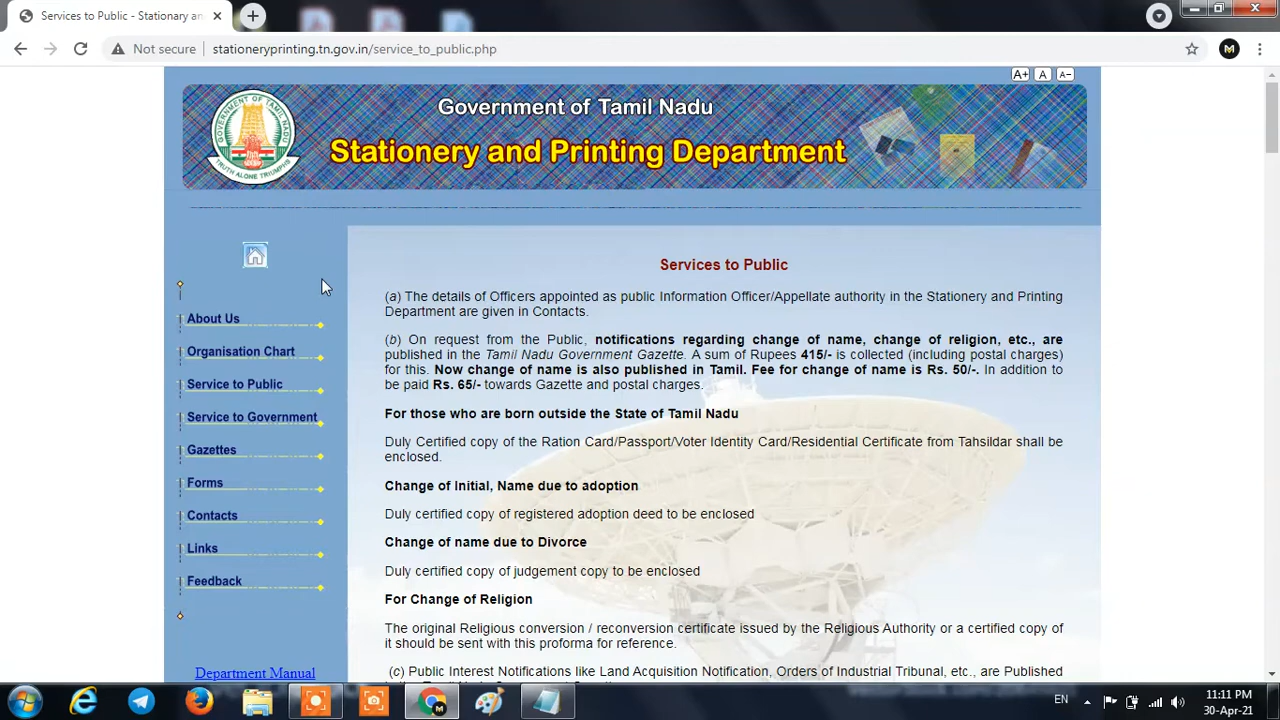 Services to Public - Stationary an
Not secure stationeryprinting.tn.gov.in/service_to_public.php
A+ A A-
Government of Tamil Nadu
Stationery and Printing Department
GOVERNMENT OF TAMIL NADU
TRUTH ALONE TRIUMPHS
About Us
Organisation Chart
Service to Public
Service to Government
Gazettes
Forms
Contacts
Links
Feedback
Department Manual
Services to Public
(a) The details of Officers appointed as public Information Officer/Appellate authority in the Stationery and Printing
Department are given in Contacts.
(b) On request from the Public, notifications regarding change of name, change of religion, etc., are
published in the Tamil Nadu Government Gazette. A sum of Rupees 415/- is collected (including postal charges)
for this. Now change of name is also published in Tamil. Fee for change of name is Rs. 50/-. In addition to
be paid Rs. 65/- towards Gazette and postal charges.
For those who are born outside the State of Tamil Nadu
Duly Certified copy of the Ration Card/Passport/Voter Identity Card/Residential Certificate from Tahsildar shall be
enclosed.
Change of Initial, Name due to adoption
Duly certified copy of registered adoption deed to be enclosed
Change of name due to Divorce
Duly certified copy of judgement copy to be enclosed
For Change of Religion
The original Religious conversion / reconversion certificate issued by the Religious Authority or a certified copy of
it should be sent with this proforma for reference.
(c) Public Interest Notifications like Land Acquisition Notification, Orders of Industrial Tribunal, etc., are Published
EN
11:11 PM
30-Apr-21